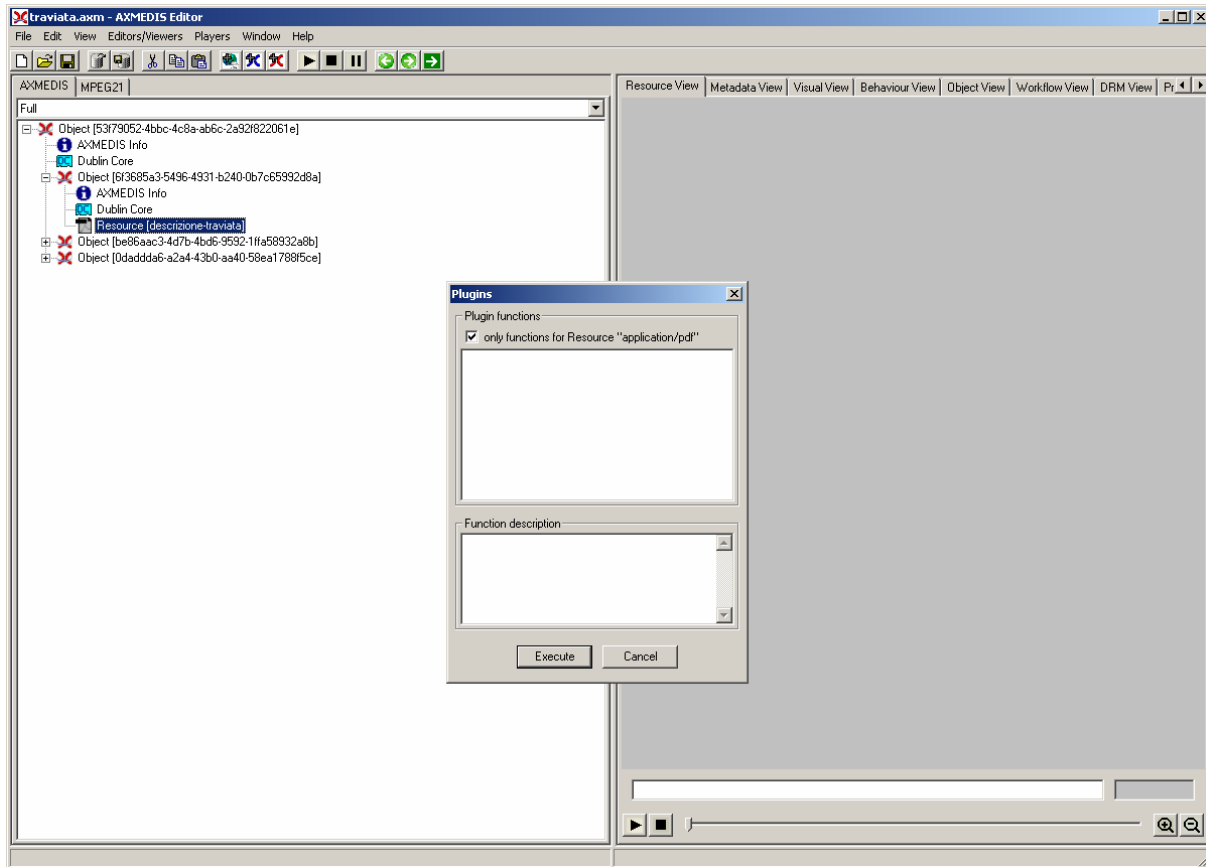 traviata.axm - AXMEDIS Editor
File Edit View Editors/Viewers Players Window Help
AXMEDIS MPEG21
Full
Object [53f79052-4bbc-4c8a-ab6c-2a92f822061e]
AXMEDIS Info
Dublin Core
Object [6f3685a3-5496-4931-b240-0b7c65992d8a]
AXMEDIS Info
Dublin Core
Resource [descrizione-traviata]
Object [be86aac3-4d7b-4bd6-9592-1ffa58932a8b]
Object [0daddda6-a2a4-43b0-aa40-58ea1788f5ce]
Resource View Metadata View Visual View Behaviour View Object View Workflow View DRM View Pr
Plugins
Plugin functions
only functions for Resource "application/pdf"
Function description
Execute Cancel